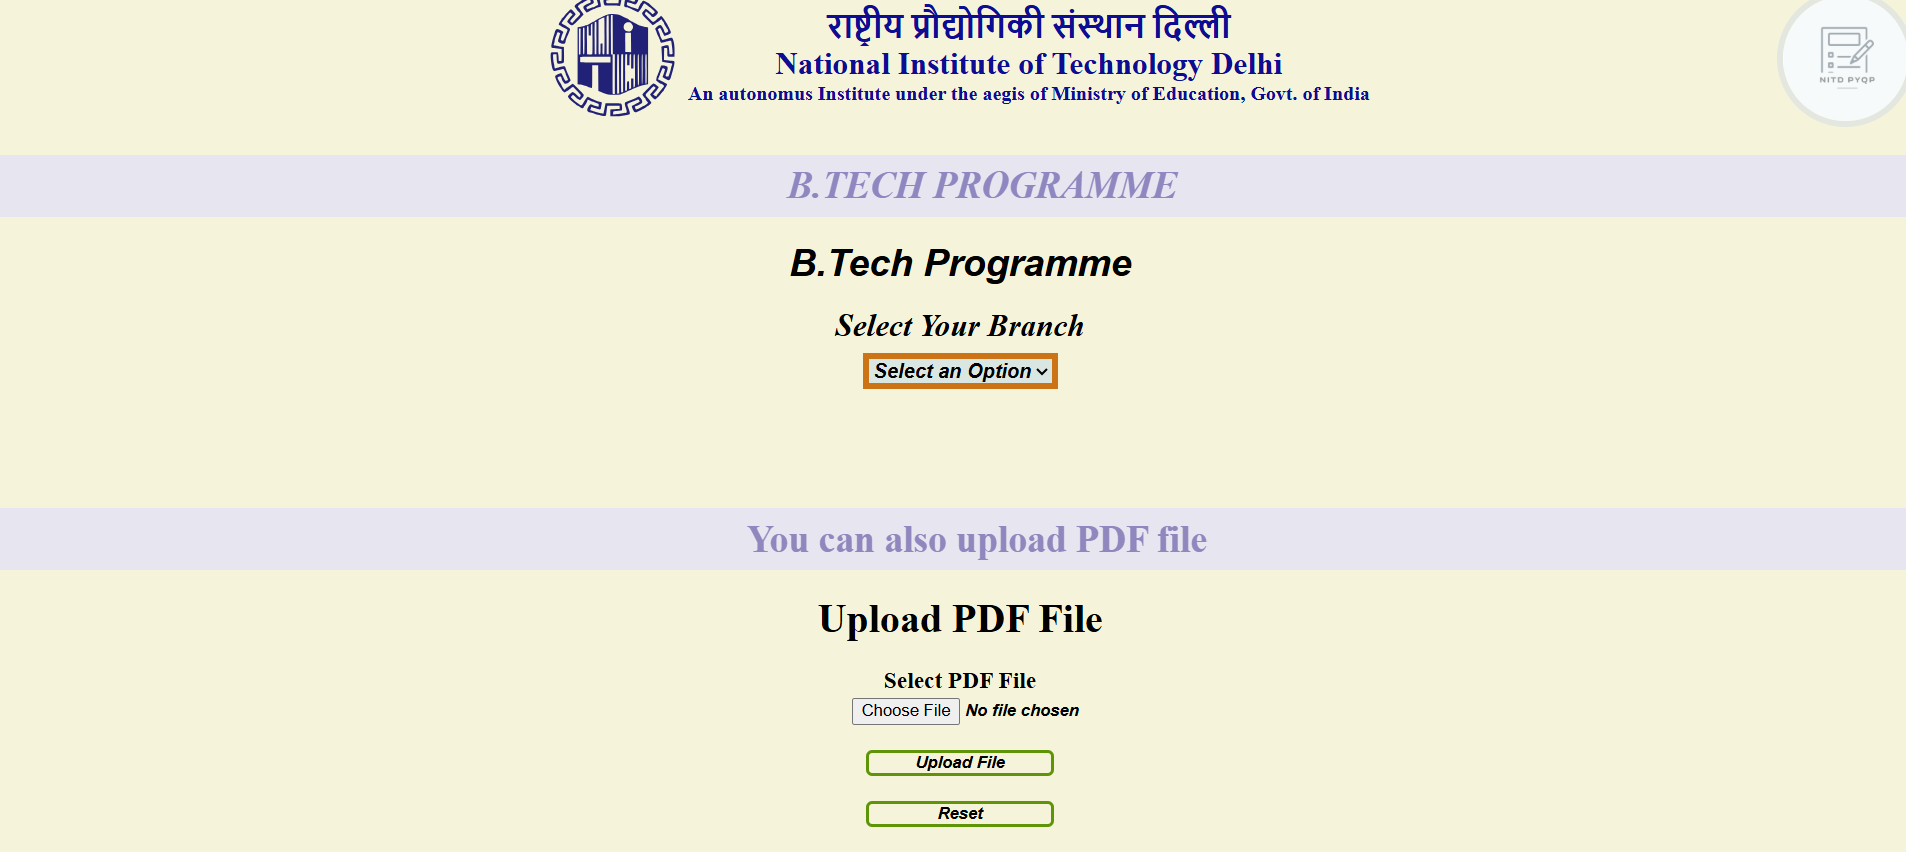 राष्ट्रीय प्रौद्योगिकी संस्थान दिल्ली
National Institute of Technology Delhi
An autonomus Institute under the aegis of Ministry of Education, Govt. of India
NITD PYQP
B.TECH PROGRAMME
B.Tech Programme
Select Your Branch
Select an Option
You can also upload PDF file
Upload PDF File
Select PDF File
Choose File No file chosen
Upload File
Reset